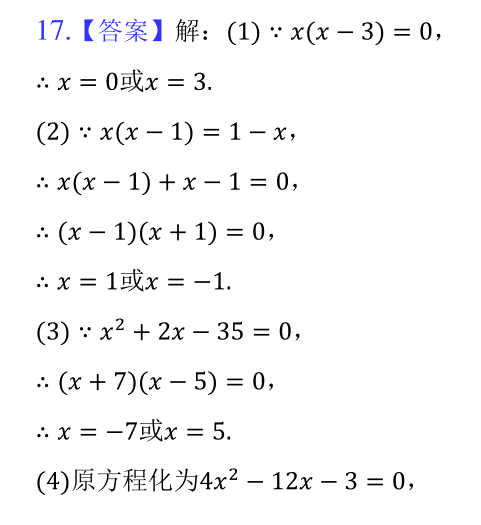 17.【答案】解：(1) ∵ x(x − 3) = 0，
∴ x = 0或x = 3.
(2) ∵ x(x − 1) = 1 − x，
∴ x(x − 1) + x − 1 = 0，
∴ (x − 1)(x + 1) = 0，
∴ x = 1或x = −1.
(3) ∵ x² + 2x − 35 = 0，
∴ (x + 7)(x − 5) = 0，
∴ x = −7或x = 5.
(4)原方程化为4x² − 12x − 3 = 0，